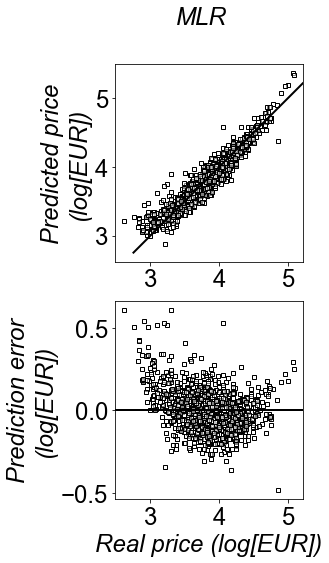 MLR
Predicted price
(log[EUR])
5
4
3
3 4 5
Prediction error
(log[EUR])
0.5
0.0
−0.5
3 4 5
Real price (log[EUR])